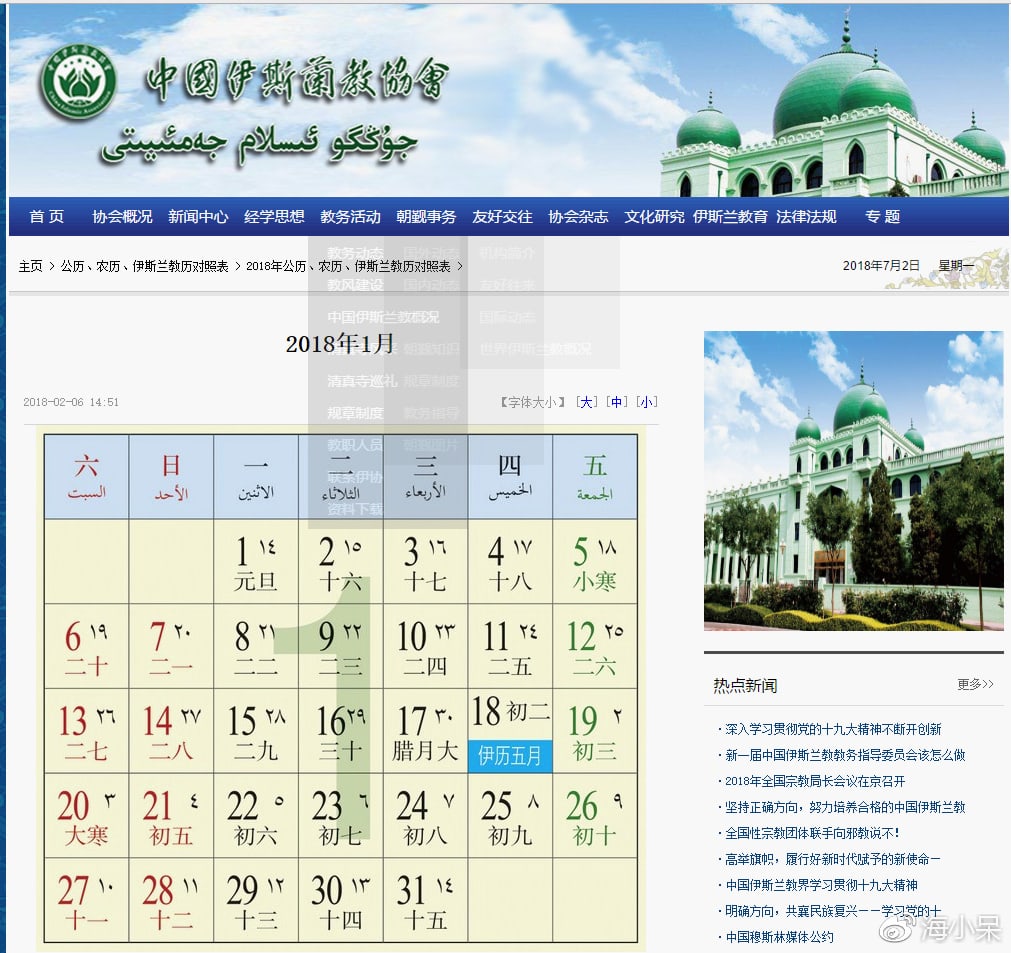 中國伊斯蘭教協會
جۇڭگو ئىسلام جەمئىيىتى
首 页 协会概况 新闻中心 经学思想 教务活动 朝觐事务 友好交往 协会杂志 文化研究 伊斯兰教育 法律法规 专 题
主页 > 公历、农历、伊斯兰教历对照表 > 2018年公历、农历、伊斯兰教历对照表 >
2018年7月2日 星期一
教务动态 国外动态 机构简介
教风建设 国内动态 友好往来
中国伊斯兰教概况 国际动态
朝觐知识 世界伊斯兰教概况
清真寺巡礼 规章制度
规章制度 教务指导
教职人员 朝觐图片
联系伊协
资料下载
2018年1月
2018-02-06 14:51
【字体大小】 [大] [中] [小]
六 日 一 二 三 四 五
السبت الأحد الاثنين الثلاثاء الأربعاء الخميس الجمعة
1 ١٤ 2 ١٥ 3 ١٦ 4 ١٧ 5 ١٨
元旦 十六 十七 十八 小寒
6 ١٩ 7 ٢٠ 8 ٢١ 9 ٢٢ 10 ٢٣ 11 ٢٤ 12 ٢٥
二十 二一 二二 二三 二四 二五 二六
13 ٢٦ 14 ٢٧ 15 ٢٨ 16 ٢٩ 17 ٣٠ 18 初二 19 ٢
二七 二八 二九 三十 腊月大 伊历五月 初三
20 ٣ 21 ٤ 22 ٥ 23 ٦ 24 ٧ 25 ٨ 26 ٩
大寒 初五 初六 初七 初八 初九 初十
27 ١٠ 28 ١١ 29 ١٢ 30 ١٣ 31 ١٤
十一 十二 十三 十四 十五
1
热点新闻 更多>>
·深入学习贯彻党的十九大精神不断开创新
·新一届中国伊斯兰教教务指导委员会该怎么做
·2018年全国宗教局长会议在京召开
·坚持正确方向，努力培养合格的中国伊斯兰教
·全国性宗教团体联手向邪教说不！
·高举旗帜，履行好新时代赋予的新使命—
·中国伊斯兰教界学习贯彻十九大精神
·明确方向，共襄民族复兴——学习党的十
·中国穆斯林媒体公约
海小呆